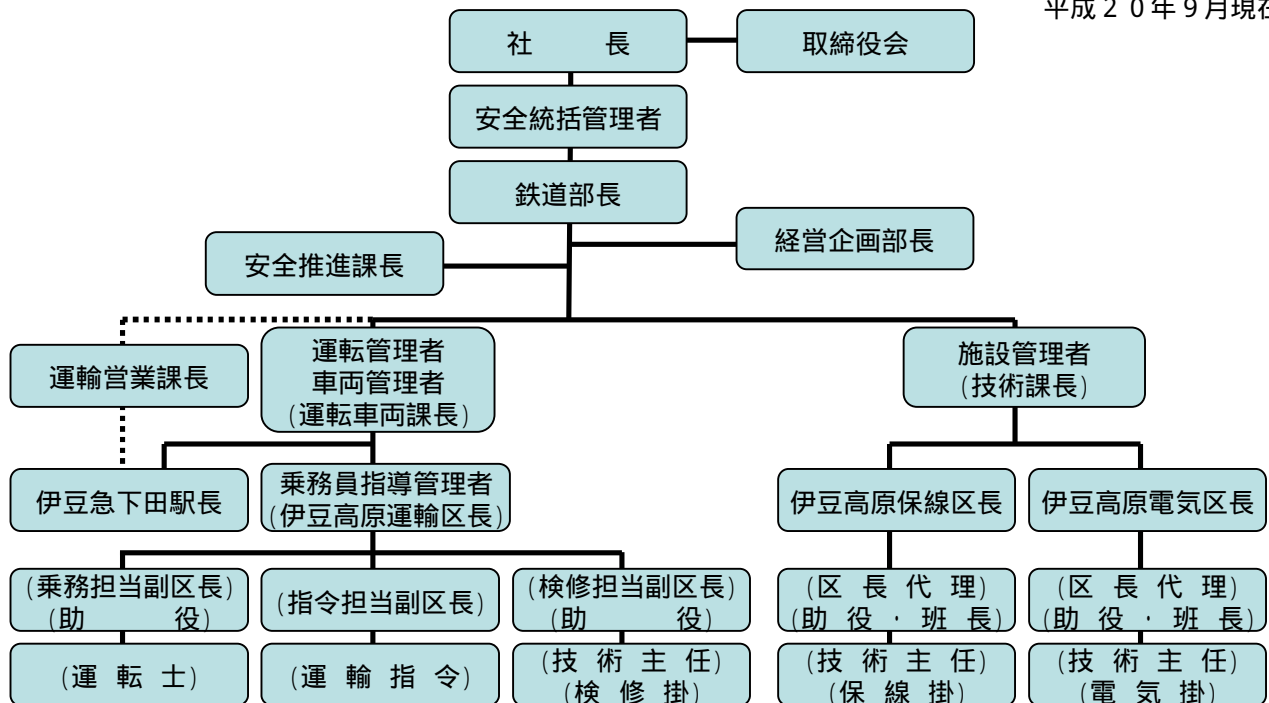 平成２０年９月現在
社　　長
取締役会
安全統括管理者
鉄道部長
経営企画部長
安全推進課長
運輸営業課長
運転管理者
車両管理者
(運転車両課長)
施設管理者
(技術課長)
伊豆急下田駅長
乗務員指導管理者
(伊豆高原運輸区長)
伊豆高原保線区長
伊豆高原電気区長
(乗務担当副区長)
(助　　役)
(指令担当副区長)
(検修担当副区長)
(助　　役)
(区 長 代 理)
(助 役 ・ 班 長)
(区 長 代 理)
(助 役 ・ 班 長)
(運 転 士)
(運 輸 指 令)
(技 術 主 任)
(検 修 掛)
(技 術 主 任)
(保 線 掛)
(技 術 主 任)
(電 気 掛)